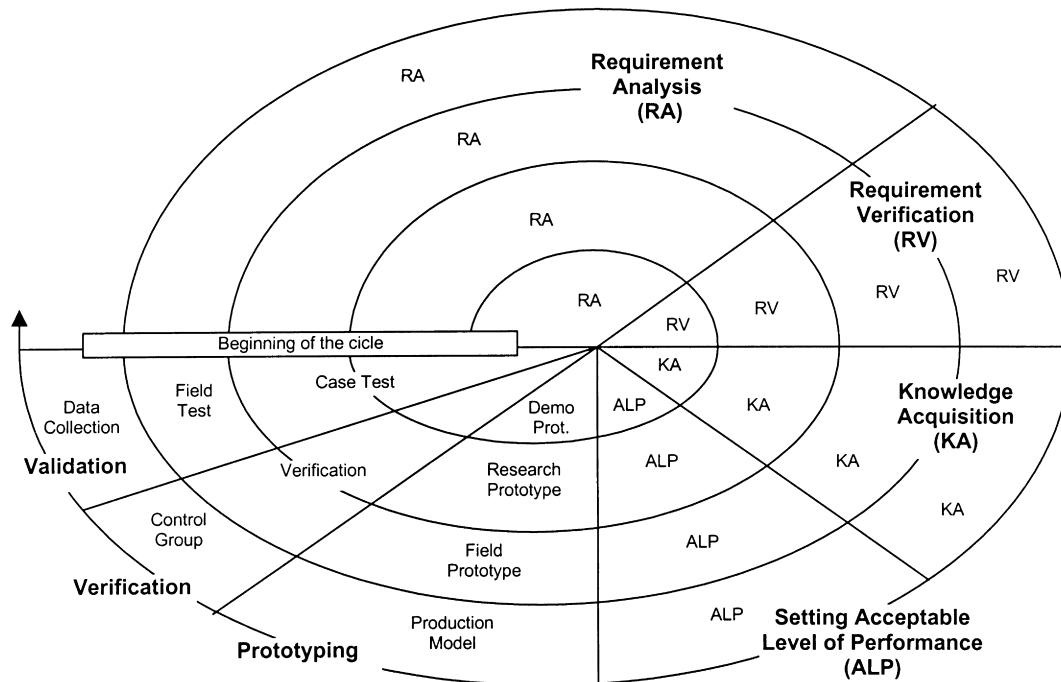 RA
Requirement
Analysis
(RA)
RA
Requirement
Verification
(RV)
RA
RV
RV
RA
RV
RV
Beginning of the cicle
KA
Case Test
Field
Test
Data
Collection
Demo
Prot.
ALP
KA
Knowledge
Acquisition
(KA)
Validation
Verification
Research
Prototype
ALP
KA
KA
Control
Group
Field
Prototype
ALP
Verification
Production
Model
Prototyping
ALP
Setting Acceptable
Level of Performance
(ALP)